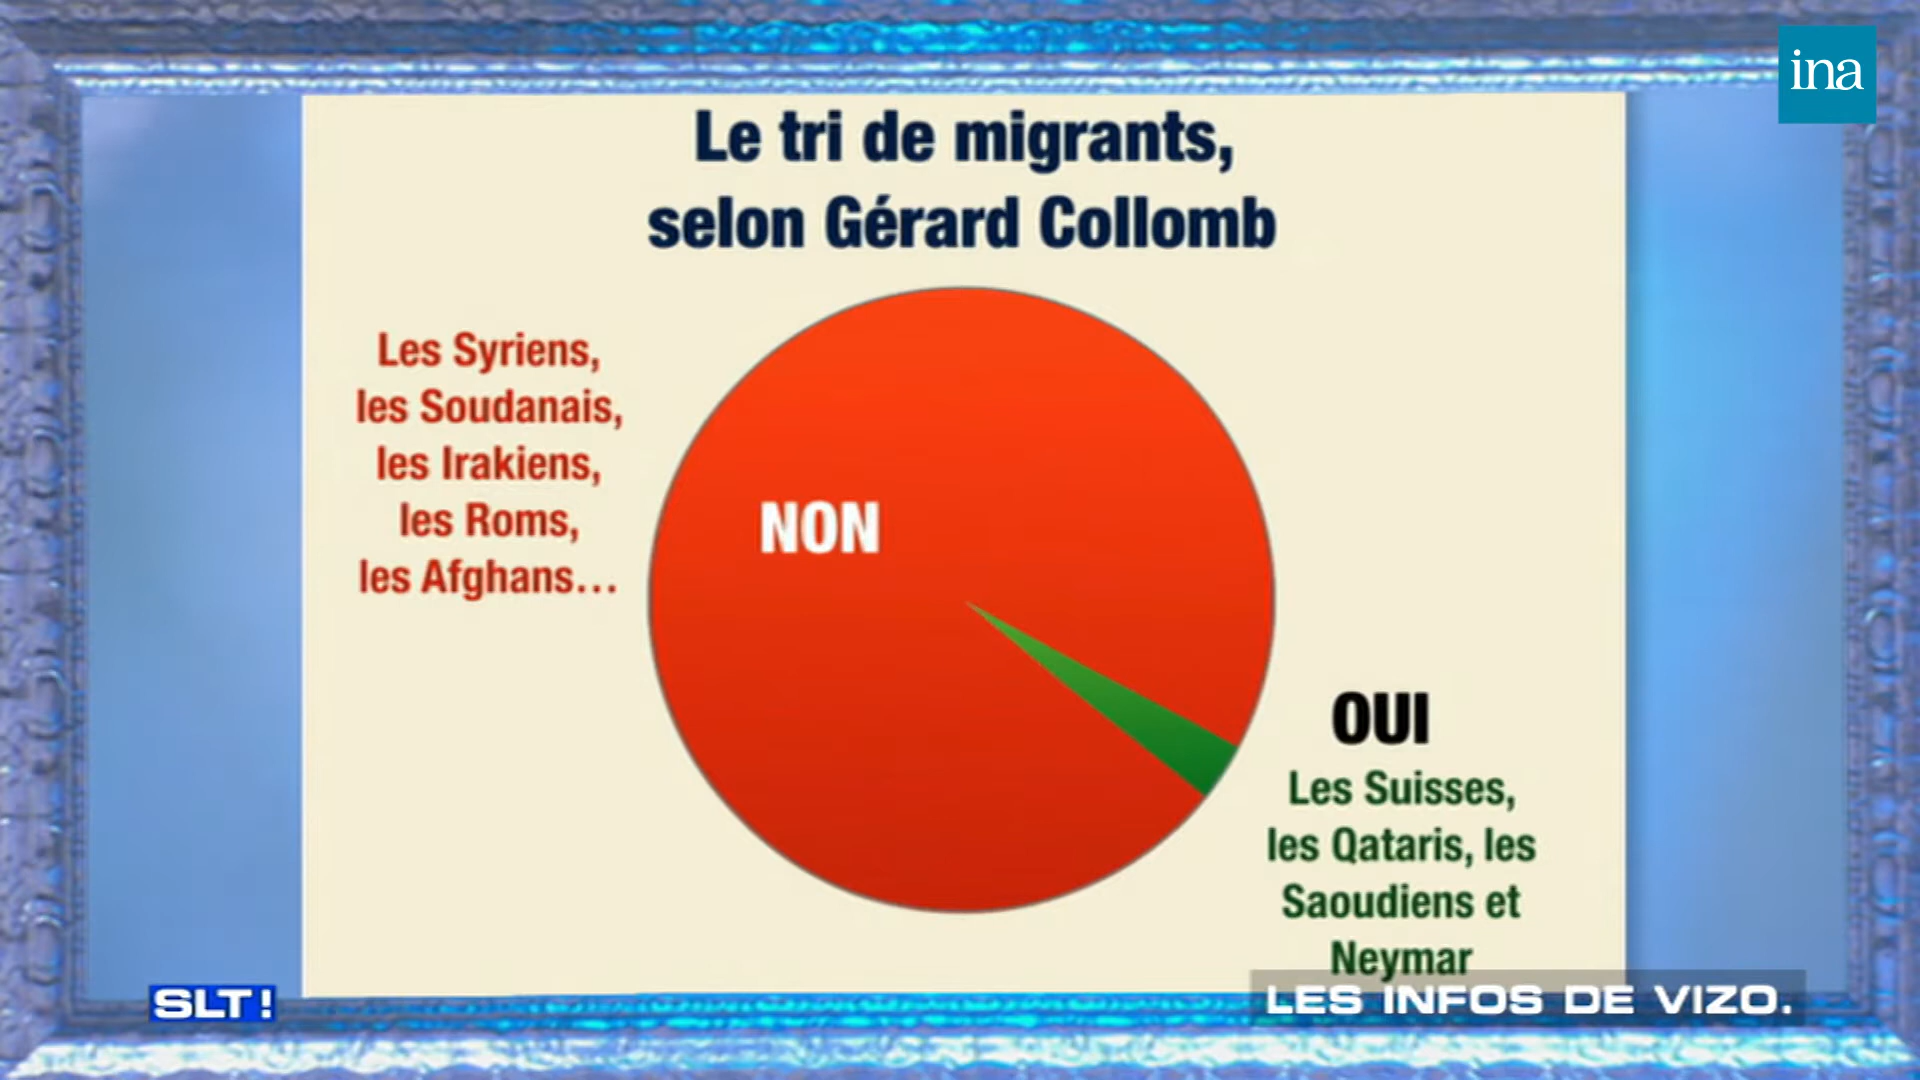 ina
Le tri de migrants,
selon Gérard Collomb
Les Syriens,
les Soudanais,
les Irakiens,
les Roms,
les Afghans…
NON
OUI
Les Suisses,
les Qataris, les
Saoudiens et
Neymar
SLT!
LES INFOS DE VIZO.